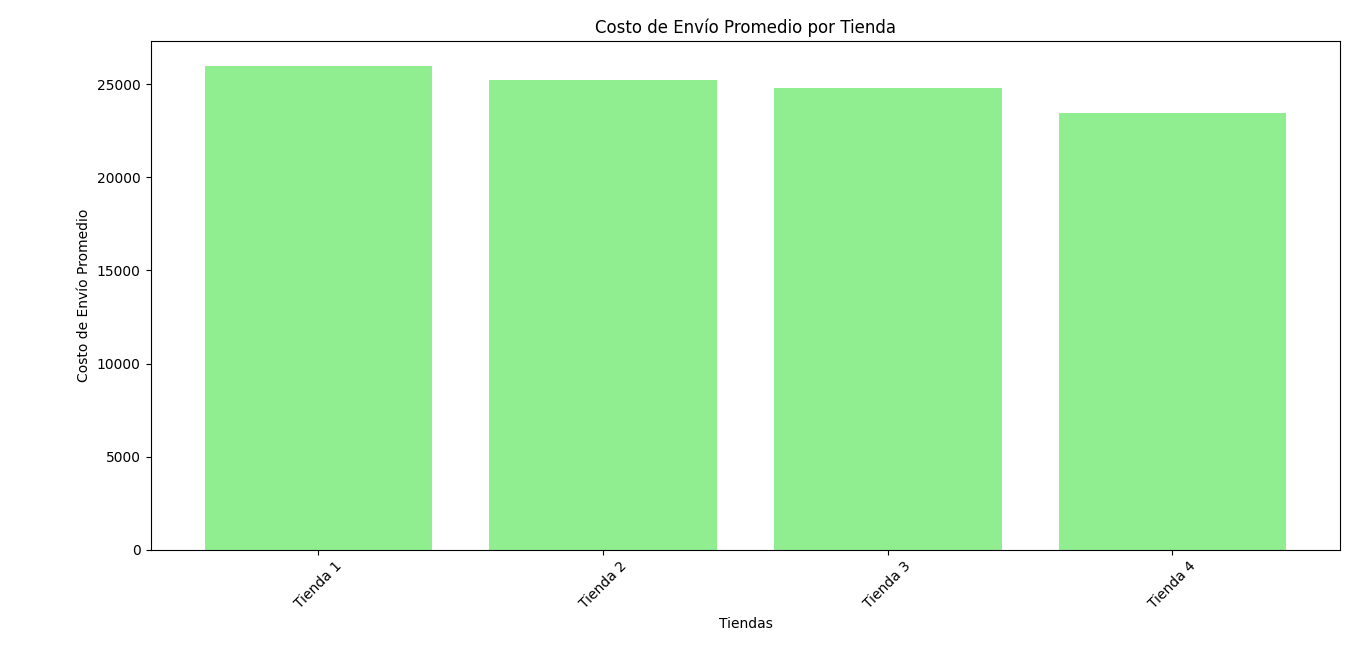 Costo de Envío Promedio por Tienda
Costo de Envío Promedio
25000
20000
15000
10000
5000
0
Tienda 1
Tienda 2
Tienda 3
Tienda 4
Tiendas